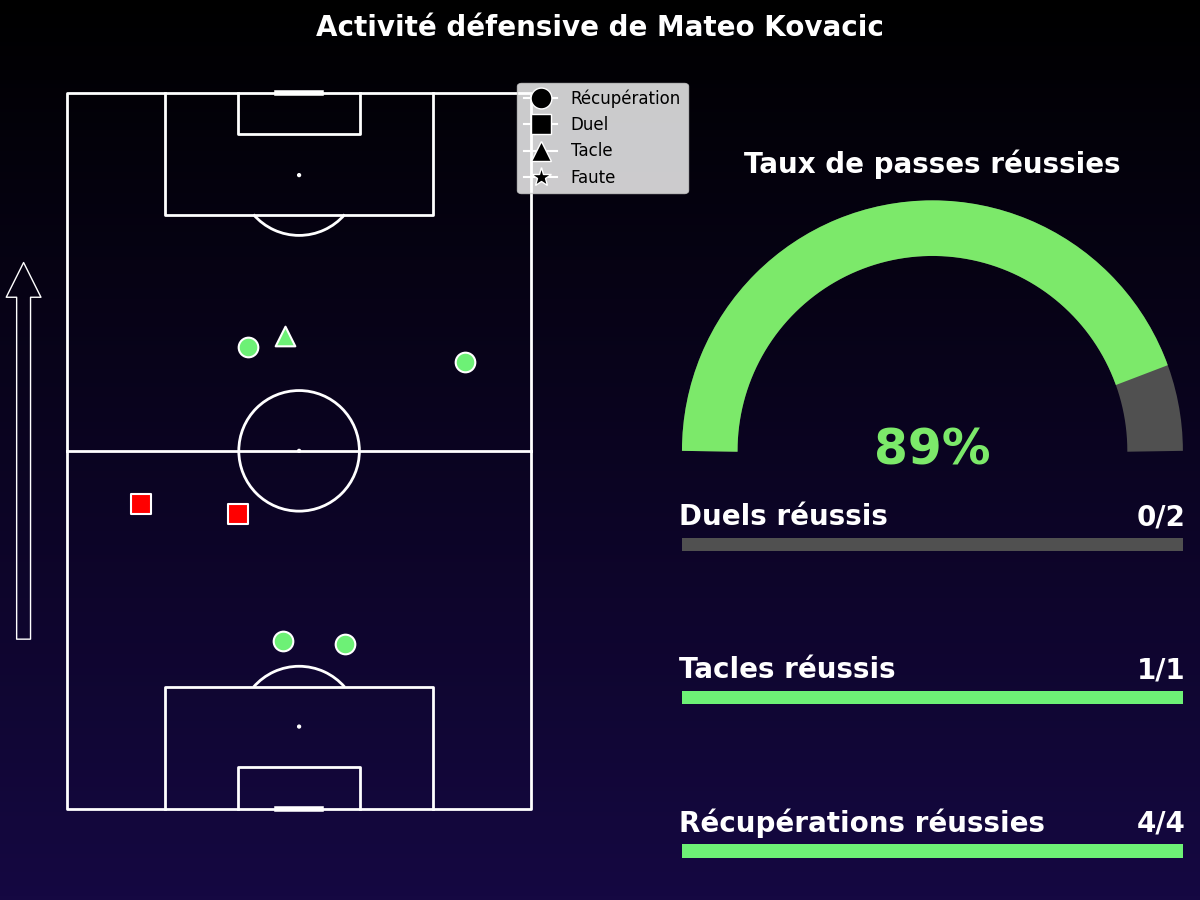 Activité défensive de Mateo Kovacic
Récupération
Duel
Tacle
Faute
Taux de passes réussies
89%
Duels réussis 0/2
Tacles réussis 1/1
Récupérations réussies 4/4